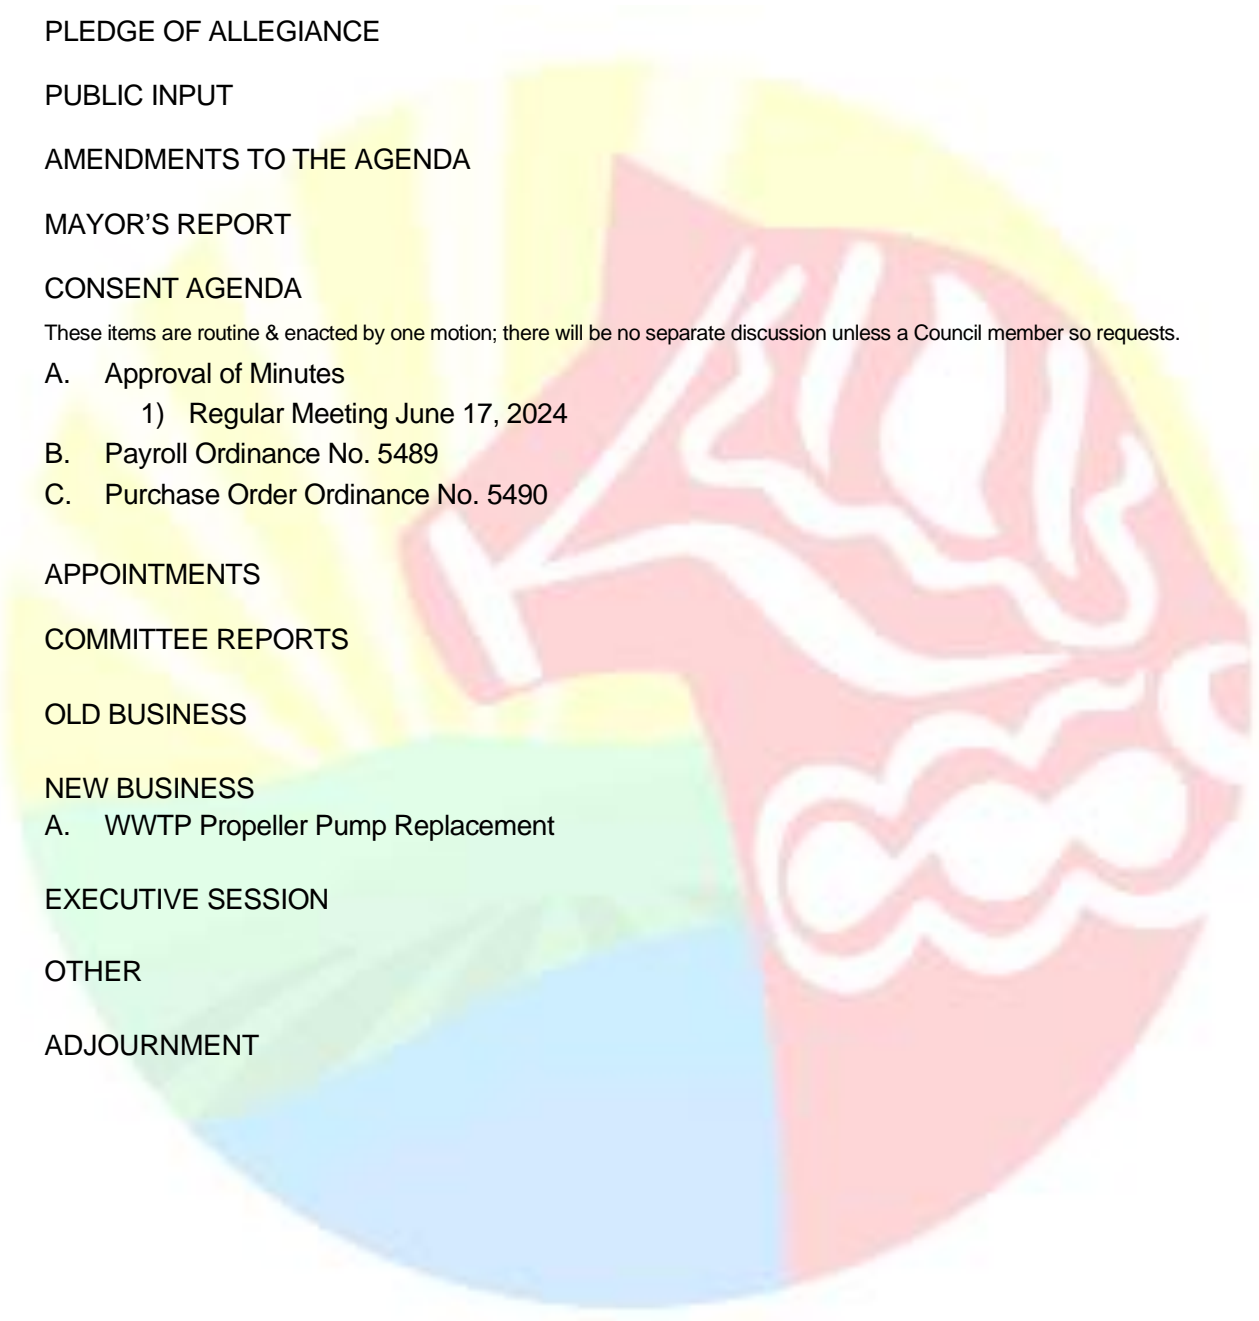 PLEDGE OF ALLEGIANCE
PUBLIC INPUT
AMENDMENTS TO THE AGENDA
MAYOR’S REPORT
CONSENT AGENDA
These items are routine & enacted by one motion; there will be no separate discussion unless a Council member so requests.
A. Approval of Minutes
1) Regular Meeting June 17, 2024
B. Payroll Ordinance No. 5489
C. Purchase Order Ordinance No. 5490
APPOINTMENTS
COMMITTEE REPORTS
OLD BUSINESS
NEW BUSINESS
A. WWTP Propeller Pump Replacement
EXECUTIVE SESSION
OTHER
ADJOURNMENT